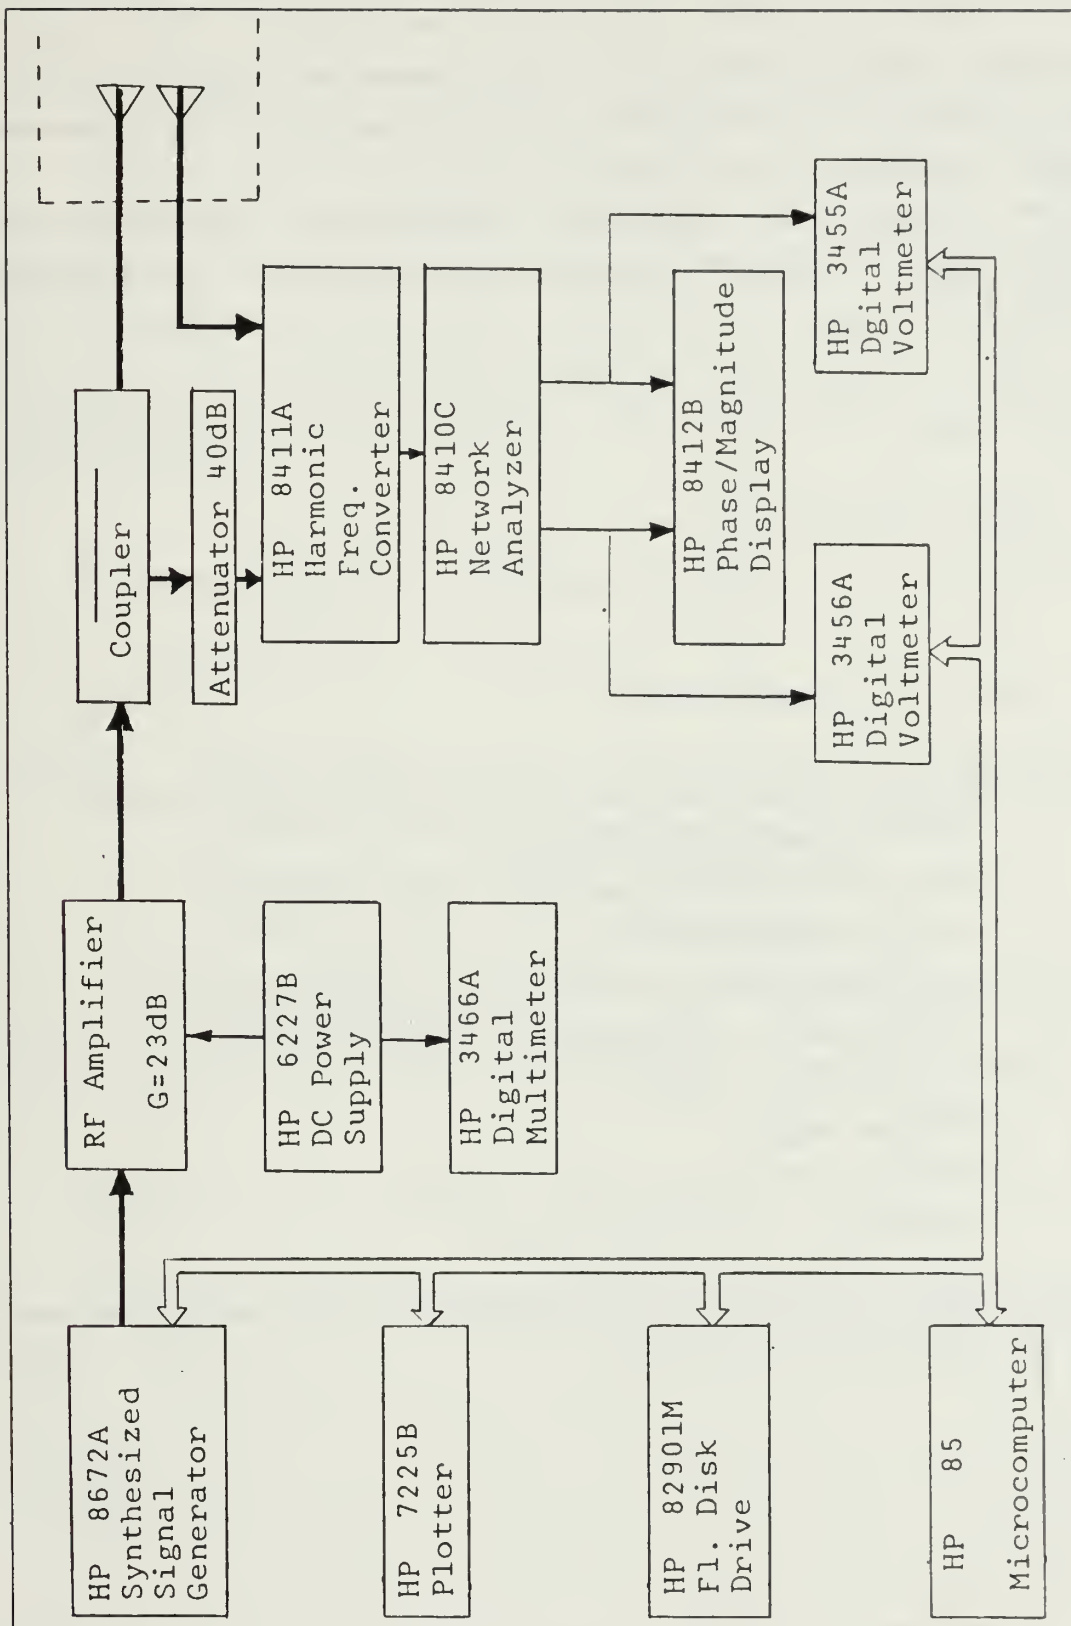 HP 8672A
Synthesized
Signal
Generator
RF Amplifier
G=23dB
Coupler
Attenuator 40dB
HP 8411A
Harmonic
Freq.
Converter
HP 8410C
Network
Analyzer
HP 6227B
DC Power
Supply
HP 3466A
Digital
Multimeter
HP 7225B
Plotter
HP 8412B
Phase/Magnitude
Display
HP 82901M
Fl. Disk
Drive
HP 3456A
Digital
Voltmeter
HP 3455A
Dgital
Voltmeter
HP 85
Microcomputer